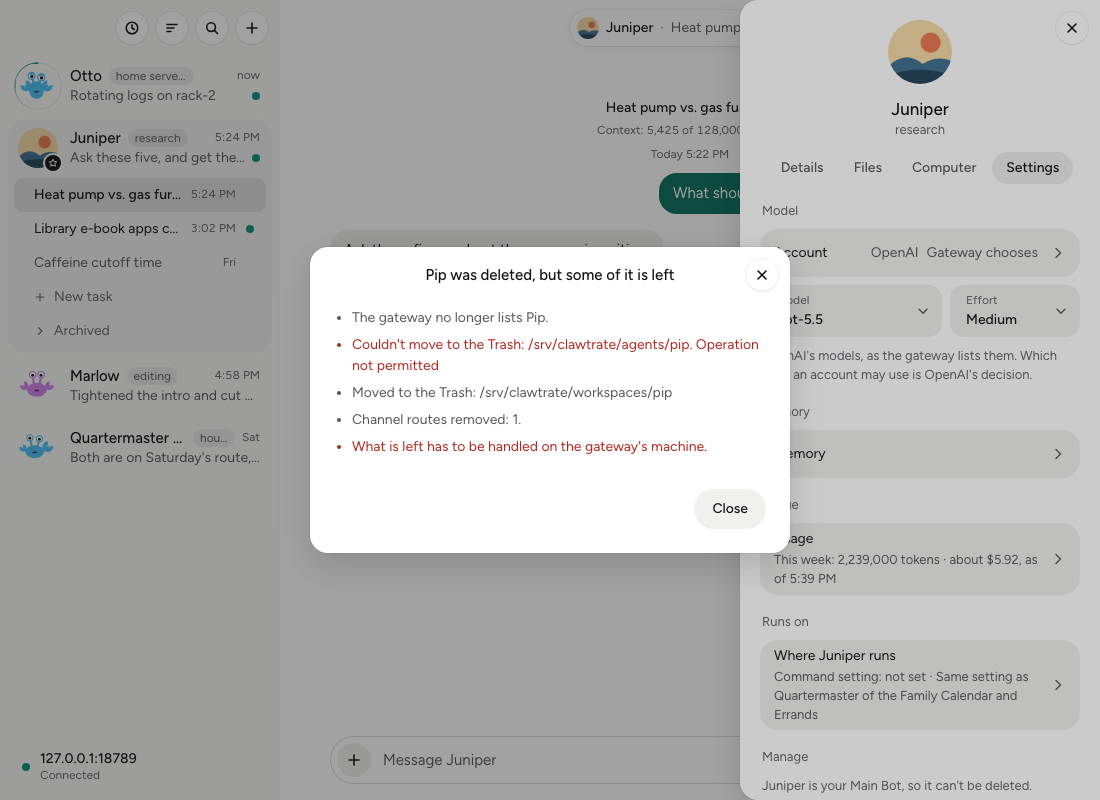 Otto
home serve...
now
Rotating logs on rack-2
Juniper
research
5:24 PM
Ask these five, and get the...
Heat pump vs. gas fur...
5:24 PM
Library e-book apps c...
3:02 PM
Caffeine cutoff time
Fri
New task
Archived
Marlow
editing
4:58 PM
Tightened the intro and cut ...
Quartermaster ...
hou...
Sat
Both are on Saturday's route,...
127.0.0.1:18789
Connected
Juniper · Heat pump
Heat pump vs. gas fu
Context: 5,425 of 128,000
Today 5:22 PM
What shou
Message Juniper
Pip was deleted, but some of it is left
The gateway no longer lists Pip.
Couldn't move to the Trash: /srv/clawtrate/agents/pip. Operation
not permitted
Moved to the Trash: /srv/clawtrate/workspaces/pip
Channel routes removed: 1.
What is left has to be handled on the gateway's machine.
Close
Juniper
research
Details
Files
Computer
Settings
Model
ccount
OpenAI Gateway chooses
odel
pt-5.5
Effort
Medium
nAI's models, as the gateway lists them. Which
an account may use is OpenAI's decision.
ory
emory
ge
sage
This week: 2,239,000 tokens · about $5.92, as
of 5:39 PM
Runs on
Where Juniper runs
Command setting: not set · Same setting as
Quartermaster of the Family Calendar and
Errands
Manage
Juniper is your Main Bot, so it can't be deleted.